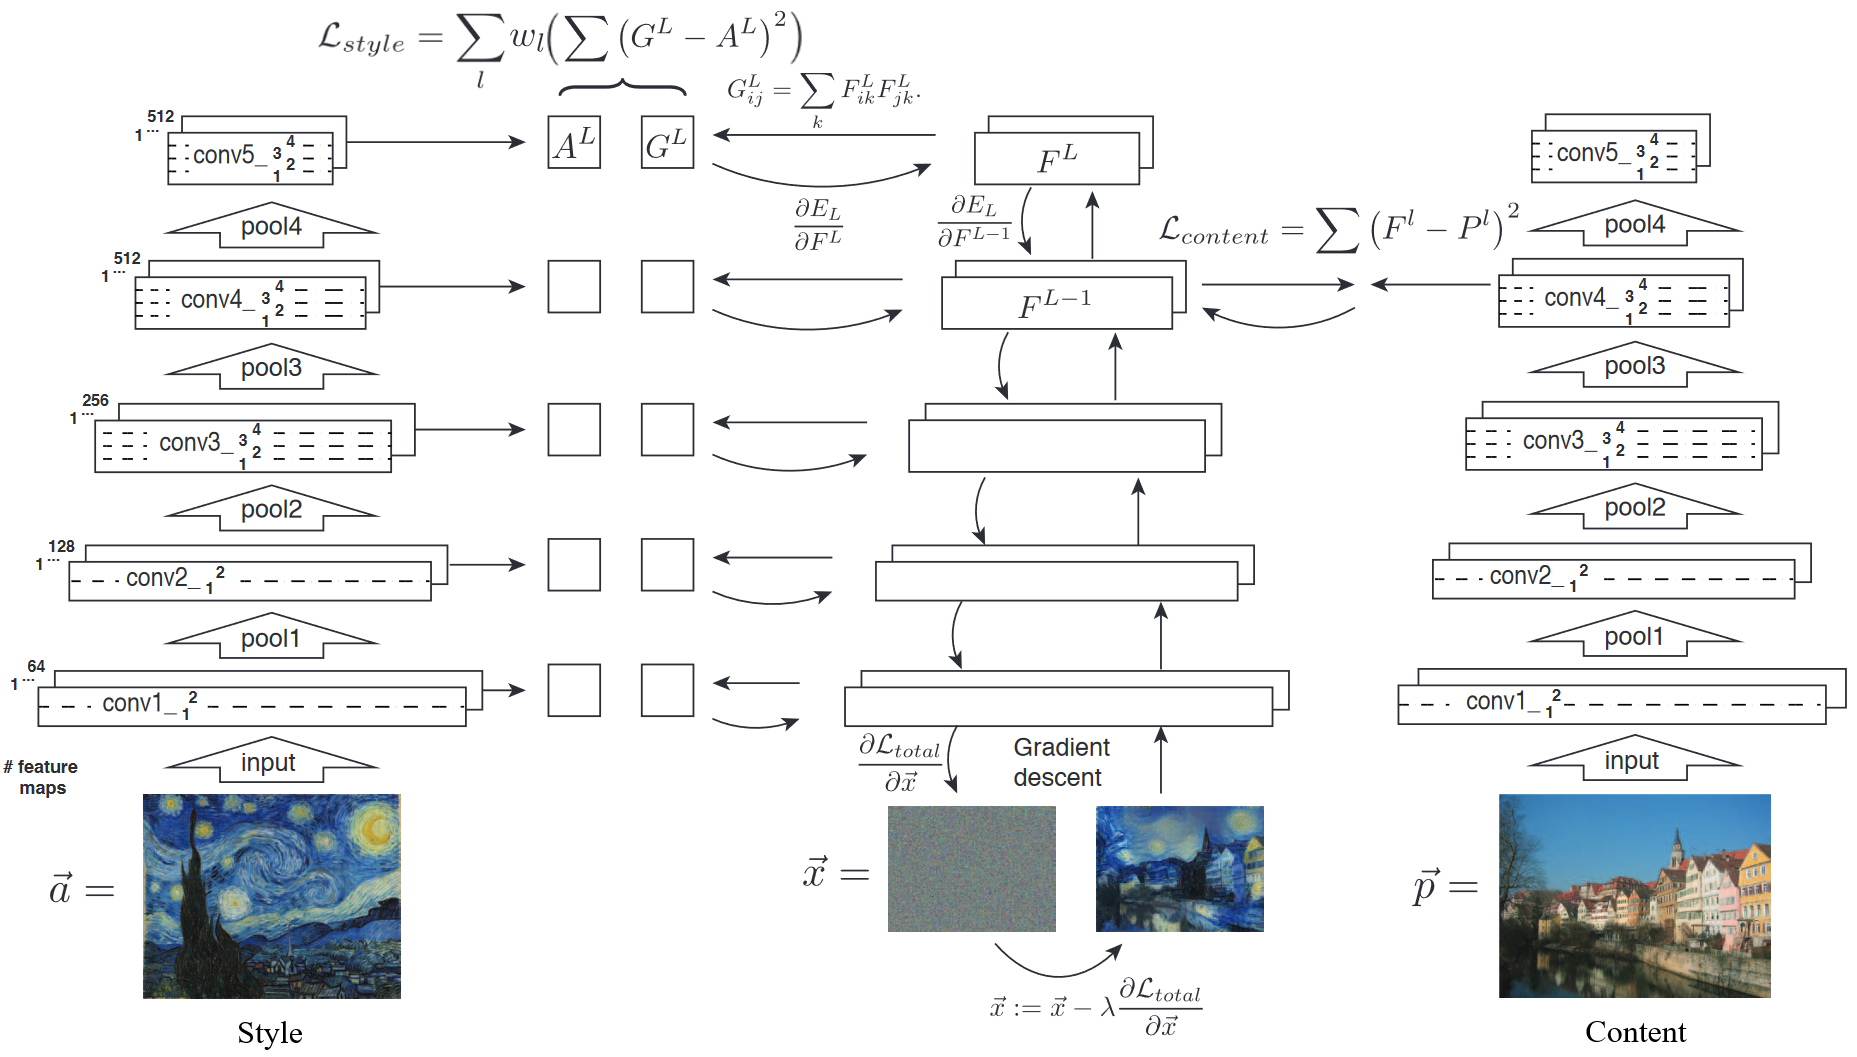 $\mathcal{L}_{style} = \sum_l w_l \left( \sum \left( G^L - A^L \right)^2 \right)$
$G^L_{ij} = \sum_k F^L_{ik} F^L_{jk}.$
512
1 ...
conv5_ 1 2 3 4
$A^L$
$G^L$
$F^L$
conv5_ 1 2 3 4
$\frac{\partial E_L}{\partial F^L}$
$\frac{\partial E_L}{\partial F^{L-1}}$
$\mathcal{L}_{content} = \sum \left( F^l - P^l \right)^2$
pool4
pool4
512
1 ...
conv4_ 1 2 3 4
$F^{L-1}$
conv4_ 1 2 3 4
pool3
pool3
256
1 ...
conv3_ 1 2 3 4
conv3_ 1 2 3 4
pool2
pool2
128
1 ...
conv2_ 1 2
conv2_ 1 2
pool1
pool1
64
1 ...
conv1_ 1 2
conv1_ 1 2
input
$\frac{\partial \mathcal{L}_{total}}{\partial \vec{x}}$
Gradient
descent
input
# feature
maps
$\vec{a} =$
$\vec{x} =$
$\vec{p} =$
$\vec{x} := \vec{x} - \lambda \frac{\partial \mathcal{L}_{total}}{\partial \vec{x}}$
Style
Content